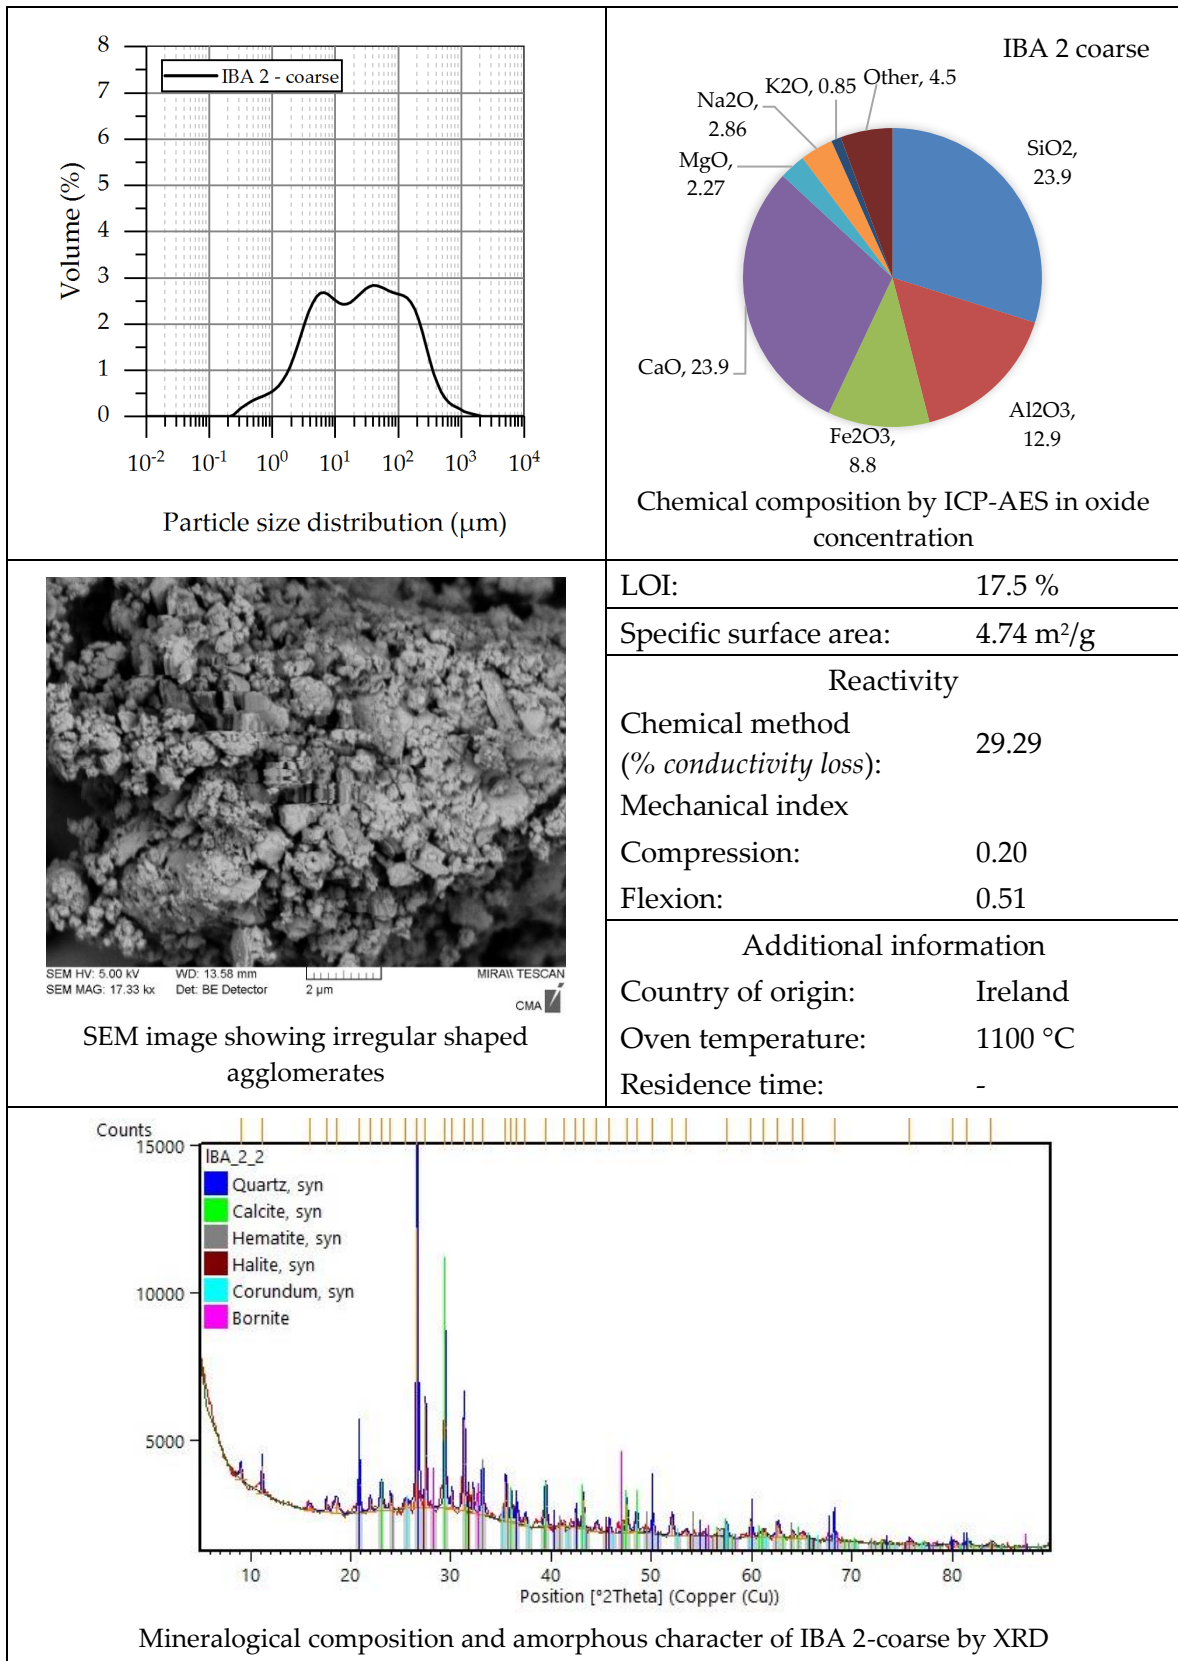 8
7
6
5
4
3
2
1
0
Volume (%)
IBA 2 - coarse
10-2 10-1 100 101 102 103 104
Particle size distribution (µm)
IBA 2 coarse
K2O, 0.85
Other, 4.5
Na2O,
2.86
MgO,
2.27
SiO2,
23.9
CaO, 23.9
Al2O3,
12.9
Fe2O3,
8.8
Chemical composition by ICP-AES in oxide
concentration
SEM HV: 5.00 kV WD: 13.58 mm MIRA\\ TESCAN
SEM MAG: 17.33 kx Det: BE Detector 2 µm
CMA
SEM image showing irregular shaped
agglomerates
LOI: 17.5 %
Specific surface area: 4.74 m²/g
Reactivity
Chemical method
(% conductivity loss): 29.29
Mechanical index
Compression: 0.20
Flexion: 0.51
Additional information
Country of origin: Ireland
Oven temperature: 1100 °C
Residence time: -
Counts
15000
10000
5000
IBA_2_2
Quartz, syn
Calcite, syn
Hematite, syn
Halite, syn
Corundum, syn
Bornite
10 20 30 40 50 60 70 80
Position [°2Theta] (Copper (Cu))
Mineralogical composition and amorphous character of IBA 2-coarse by XRD